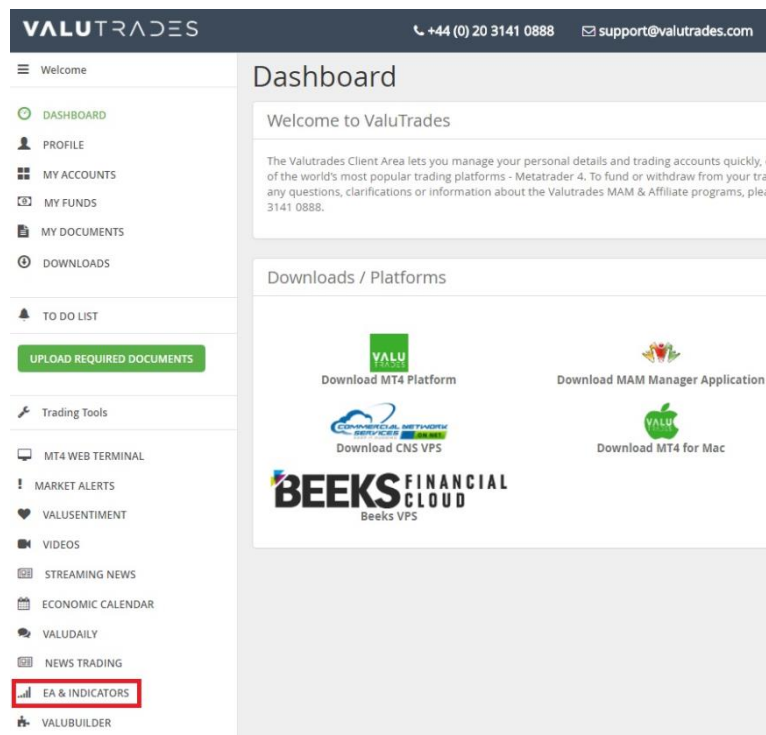 VALUTRADES
+44 (0) 20 3141 0888 support@valutrades.com
Welcome
DASHBOARD
PROFILE
MY ACCOUNTS
MY FUNDS
MY DOCUMENTS
DOWNLOADS
TO DO LIST
UPLOAD REQUIRED DOCUMENTS
Trading Tools
MT4 WEB TERMINAL
MARKET ALERTS
VALUSENTIMENT
VIDEOS
STREAMING NEWS
ECONOMIC CALENDAR
VALUDAILY
NEWS TRADING
EA & INDICATORS
VALUBUILDER
Dashboard
Welcome to ValuTrades
The Valutrades Client Area lets you manage your personal details and trading accounts quickly,
of the world's most popular trading platforms - Metatrader 4. To fund or withdraw from your tra
any questions, clarifications or information about the Valutrades MAM & Affiliate programs, plea
3141 0888.
Downloads / Platforms
VALU
TRADES
Download MT4 Platform
Download MAM Manager Application
COMMERCIAL NETWORK
SERVICES
Download CNS VPS
VALU
TRADES
Download MT4 for Mac
BEEKS FINANCIAL
CLOUD
Beeks VPS